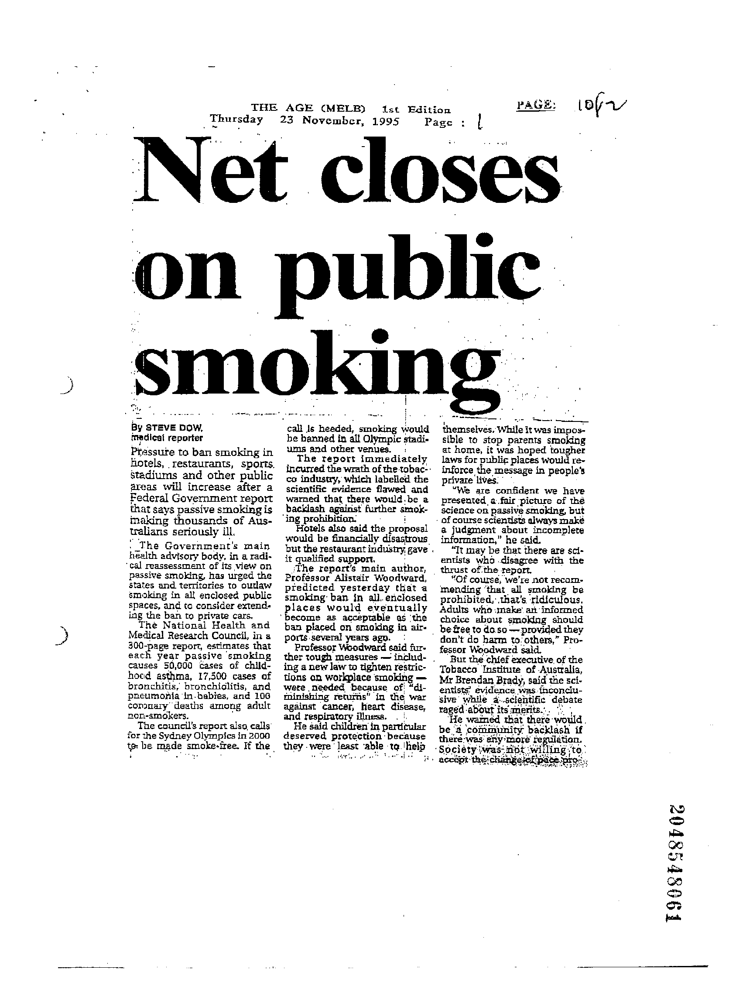 THE AGE (MELB) 1st Edition
PAGE: 10/12
Thursday 23 November, 1995 Page : 1
Net closes
on public
smoking
By STEVE DOW,
medical reporter
Pressure to ban smoking in
hotels, restaurants, sports
stadiums and other public
areas will increase after a
Federal Government report
that says passive smoking is
making thousands of Aus-
tralians seriously ill.
The Government's main
health advisory body, in a radi-
cal reassessment of its view on
passive smoking, has urged the
states and territories to outlaw
smoking in all enclosed public
spaces, and to consider extend-
ing the ban to private cars.
The National Health and
Medical Research Council, in a
300-page report, estimates that
each year passive smoking
causes 50,000 cases of child-
hood asthma, 17,500 cases of
bronchitis, bronchiolitis, and
pneumonia in babies, and 100
coronary deaths among adult
non-smokers.
The council's report also calls
for the Sydney Olympics in 2000
to be made smoke-free. If the
call is heeded, smoking would
be banned in all Olympic stadi-
ums and other venues.
The report immediately
incurred the wrath of the tobac-
co industry, which labelled the
scientific evidence flawed and
warned that there would be a
backlash against further smok-
ing prohibition.
Hotels also said the proposal
would be financially disastrous
but the restaurant industry gave
it qualified support.
The report's main author,
Professor Alistair Woodward,
predicted yesterday that a
smoking ban in all enclosed
places would eventually
become as acceptable as the
ban placed on smoking in air-
ports several years ago.
Professor Woodward said fur-
ther tough measures — includ-
ing a new law to tighten restric-
tions on workplace smoking —
were needed because of "di-
minishing returns" in the war
against cancer, heart disease,
and respiratory illness.
He said children in particular
deserved protection because
they were least able to help
themselves. While it was impos-
sible to stop parents smoking
at home, it was hoped tougher
laws for public places would re-
inforce the message in people's
private lives.
"We are confident we have
presented a fair picture of the
science on passive smoking, but
of course scientists always make
a judgment about incomplete
information," he said.
"It may be that there are sci-
entists who disagree with the
thrust of the report.
"Of course, we're not recom-
mending that all smoking be
prohibited, that's ridiculous.
Adults who make an informed
choice about smoking should
be free to do so — provided they
don't do harm to others," Pro-
fessor Woodward said.
But the chief executive of the
Tobacco Institute of Australia,
Mr Brendan Brady, said the sci-
entists' evidence was inconclu-
sive while a scientific debate
raged about its merits.
He warned that there would
be a community backlash if
there was any more regulation.
Society was not willing to
accept the change of pace pro-
2048548061